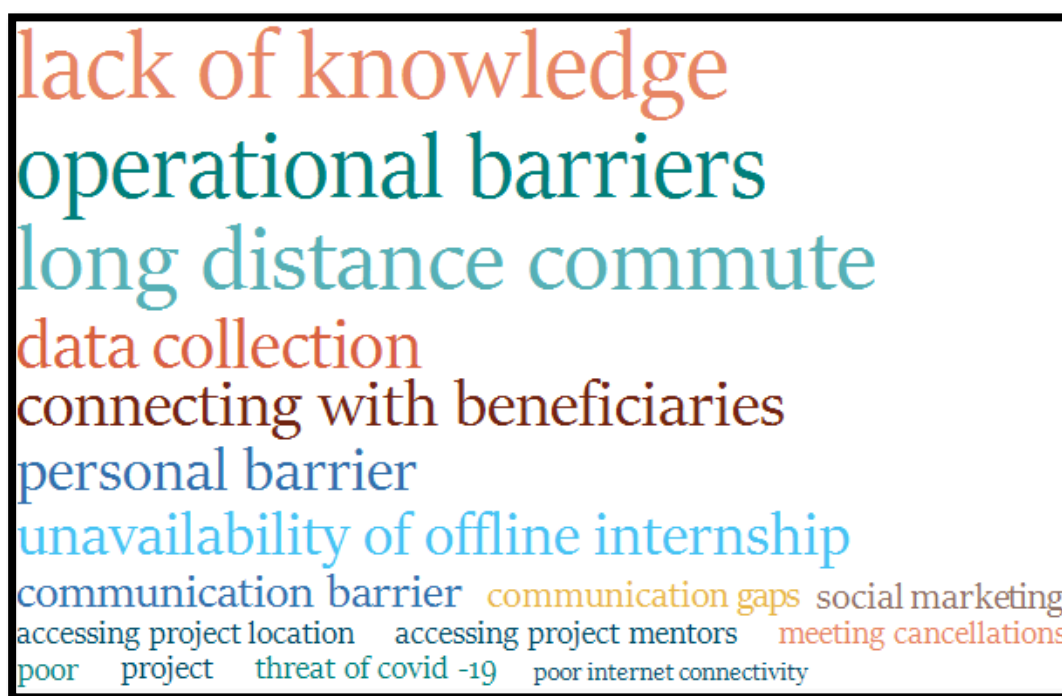 lack of knowledge
operational barriers
long distance commute
data collection
connecting with beneficiaries
personal barrier
unavailability of offline internship
communication barrier communication gaps social marketing
accessing project location accessing project mentors meeting cancellations
poor project threat of covid -19 poor internet connectivity